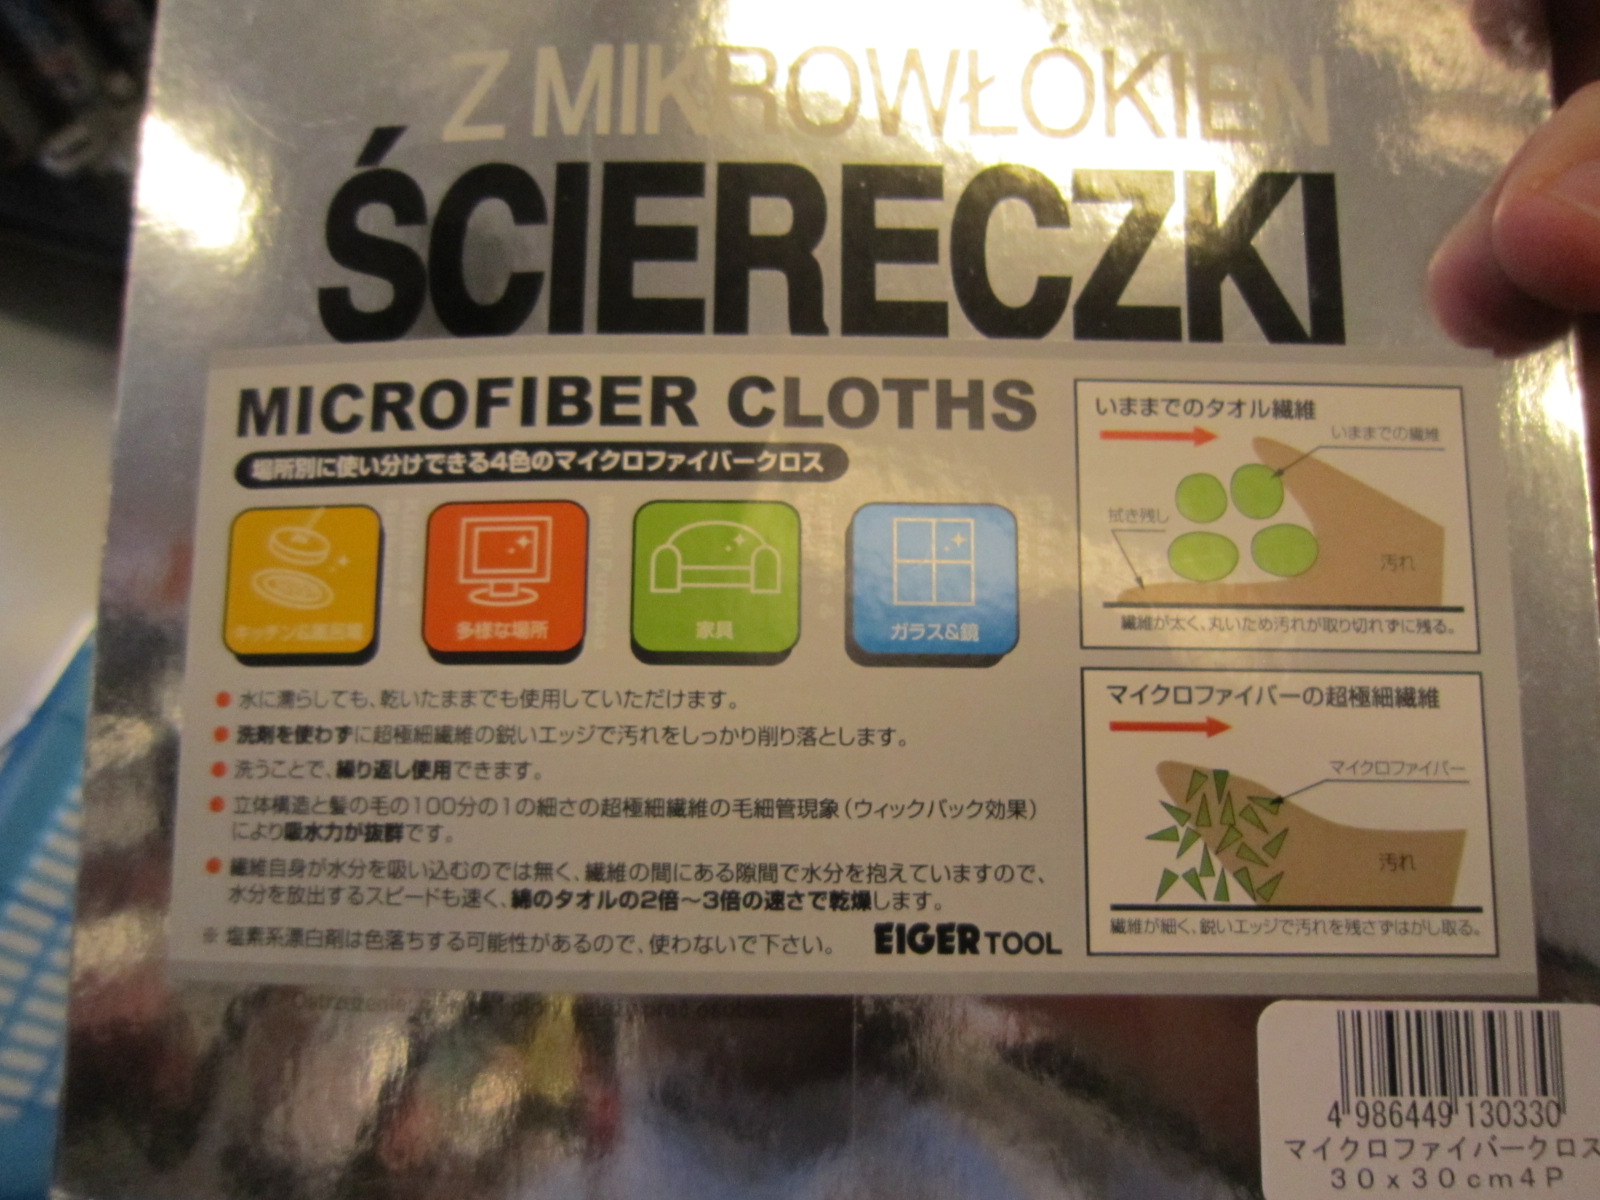 Z MIKROWŁÓKIEN
ŚCIERECZKI
MICROFIBER CLOTHS
場所別に使い分けできる4色のマイクロファイバークロス
多様な場所
家具
ガラス&鏡
●水に濡らしても、乾いたままでも使用していただけます。
●洗剤を使わずに超極細繊維の鋭いエッジで汚れをしっかり削り落とします。
●洗うことで、繰り返し使用できます。
●立体構造と髪の毛の100分の1の細さの超極細繊維の毛細管現象(ウィックバック効果)
により吸水力が抜群です。
●繊維自身が水分を吸い込むのでは無く、繊維の間にある隙間で水分を抱えていますので、
水分を放出するスピードも速く、綿のタオルの2倍〜3倍の速さで乾燥します。
※ 塩素系漂白剤は色落ちする可能性があるので、使わないで下さい。
EIGER TOOL
いままでのタオル繊維
いままでの繊維
拭き残し
汚れ
繊維が太く、丸いため汚れが取り切れずに残る。
マイクロファイバーの超極細繊維
マイクロファイバー
汚れ
繊維が細く、鋭いエッジで汚れを残さずはがし取る。
4 986449 130330
マイクロファイバークロス
30x30cm4P